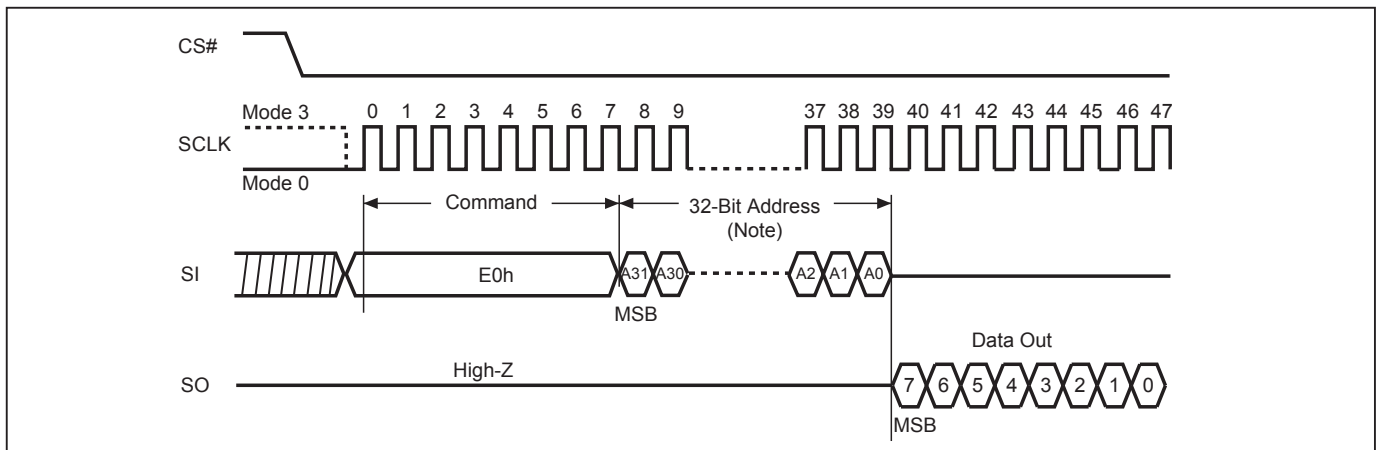 CS#
Mode 3
0 1 2 3 4 5 6 7 8 9 37 38 39 40 41 42 43 44 45 46 47
SCLK
Mode 0
Command
32-Bit Address
(Note)
SI
E0h
A31 A30 A2 A1 A0
MSB
Data Out
High-Z
SO
7 6 5 4 3 2 1 0
MSB